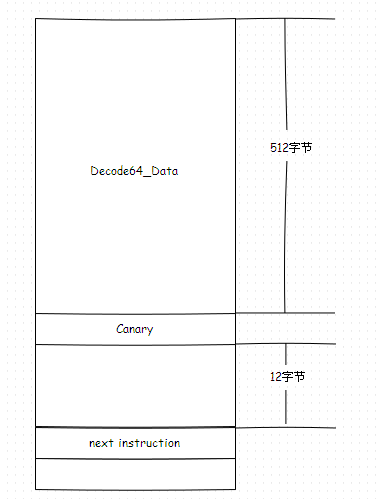 512字节
Decode64_Data
Canary
12字节
next instruction